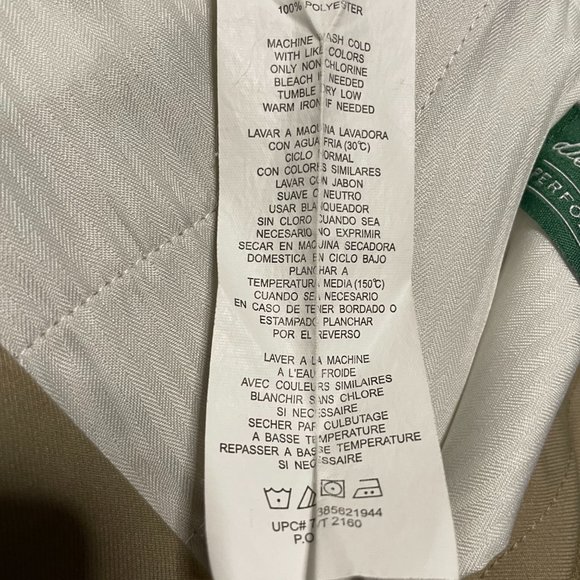 100% POLYESTER
MACHINE WASH COLD
WITH LIKE COLORS
ONLY NON CHLORINE
BLEACH IF NEEDED
TUMBLE DRY LOW
WARM IRON IF NEEDED
LAVAR A MAQUINA LAVADORA
CON AGUA FRIA (30℃)
CICLO NORMAL
CON COLORES SIMILARES
LAVAR CON JABON
SUAVE O NEUTRO
USAR BLANQUEADOR
SIN CLORO CUANDO SEA
NECESARIO NO EXPRIMIR
SECAR EN MAQUINA SECADORA
DOMESTICA EN CICLO BAJO
PLANCHAR A
TEMPERATURA MEDIA (150℃)
CUANDO SEA NECESARIO
EN CASO DE TENER BORDADO O
ESTAMPADO PLANCHAR
POR EL REVERSO
LAVER A LA MACHINE
A L'EAU FROIDE
AVEC COULEURS SIMILAIRES
BLANCHIR SANS CHLORE
SI NECESSAIRE
SECHER PAR CULBUTAGE
A BASSE TEMPERATURE
REPASSER A BASSE TEMPERATURE
SI NECESSAIRE
385621944
UPC# 7/T 2160
P.O
PERFO